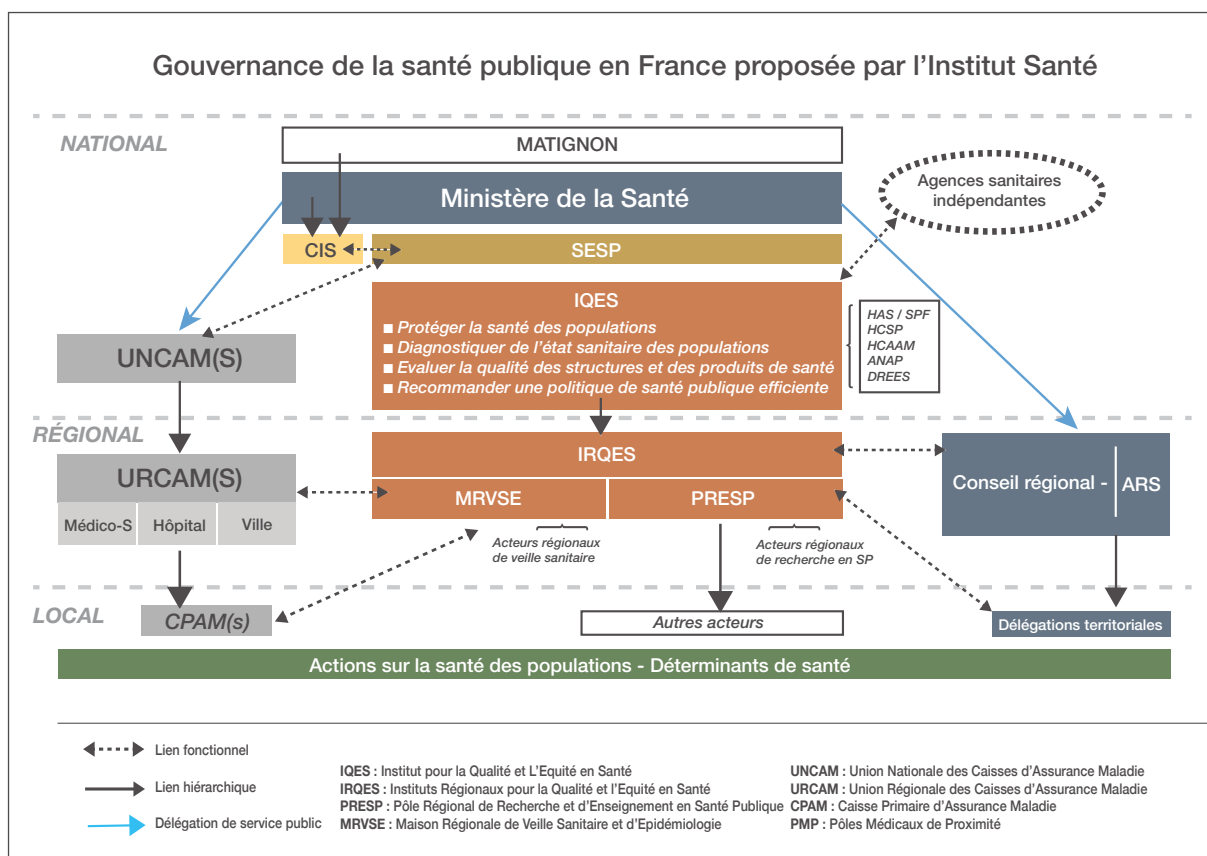 Gouvernance de la santé publique en France proposée par l'Institut Santé
NATIONAL
MATIGNON
Ministère de la Santé
Agences sanitaires
indépendantes
CIS
SESP
IQES
■ Protéger la santé des populations
■ Diagnostiquer de l'état sanitaire des populations
■ Evaluer la qualité des structures et des produits de santé
■ Recommander une politique de santé publique efficiente
HAS / SPF
HCSP
HCAAM
ANAP
DREES
UNCAM(S)
RÉGIONAL
URCAM(S)
Médico-S
Hôpital
Ville
IRQES
MRVSE
PRESP
Conseil régional -
ARS
Acteurs régionaux
de veille sanitaire
Acteurs régionaux
de recherche en SP
LOCAL
CPAM(s)
Autres acteurs
Délégations territoriales
Actions sur la santé des populations - Déterminants de santé
Lien fonctionnel
Lien hiérarchique
Délégation de service public
IQES : Institut pour la Qualité et L'Equité en Santé
IRQES : Instituts Régionaux pour la Qualité et l'Equité en Santé
PRESP : Pôle Régional de Recherche et d'Enseignement en Santé Publique
MRVSE : Maison Régionale de Veille Sanitaire et d'Epidémiologie
UNCAM : Union Nationale des Caisses d'Assurance Maladie
URCAM : Union Régionale des Caisses d'Assurance Maladie
CPAM : Caisse Primaire d'Assurance Maladie
PMP : Pôles Médicaux de Proximité